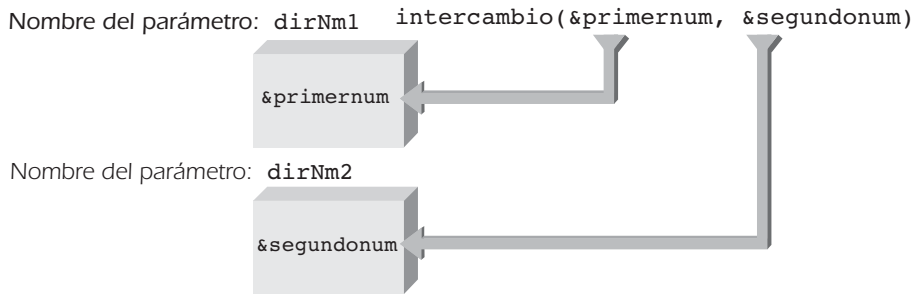 Nombre del parámetro: dirNm1 intercambio(&primernum, &segundonum)
&primernum
Nombre del parámetro: dirNm2
&segundonum